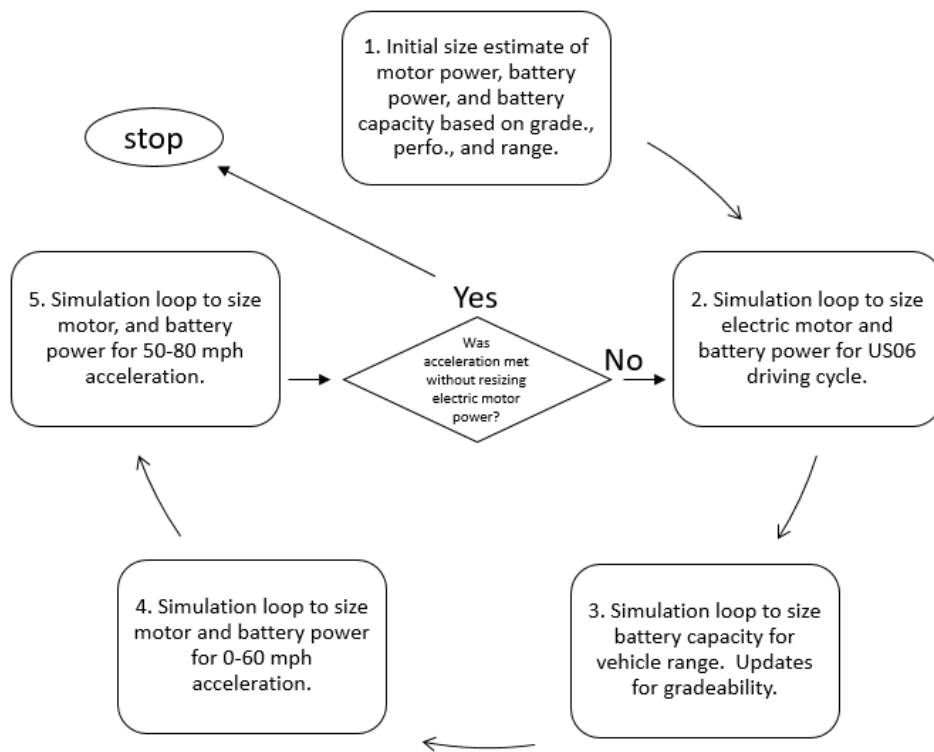 1. Initial size estimate of
motor power, battery
power, and battery
capacity based on grade.,
perfo., and range.
stop
5. Simulation loop to size
motor, and battery
power for 50-80 mph
acceleration.
Yes
Was
acceleration met
without resizing
electric motor
power?
No
2. Simulation loop to size
electric motor and
battery power for US06
driving cycle.
4. Simulation loop to size
motor and battery power
for 0-60 mph
acceleration.
3. Simulation loop to size
battery capacity for
vehicle range.  Updates
for gradeability.